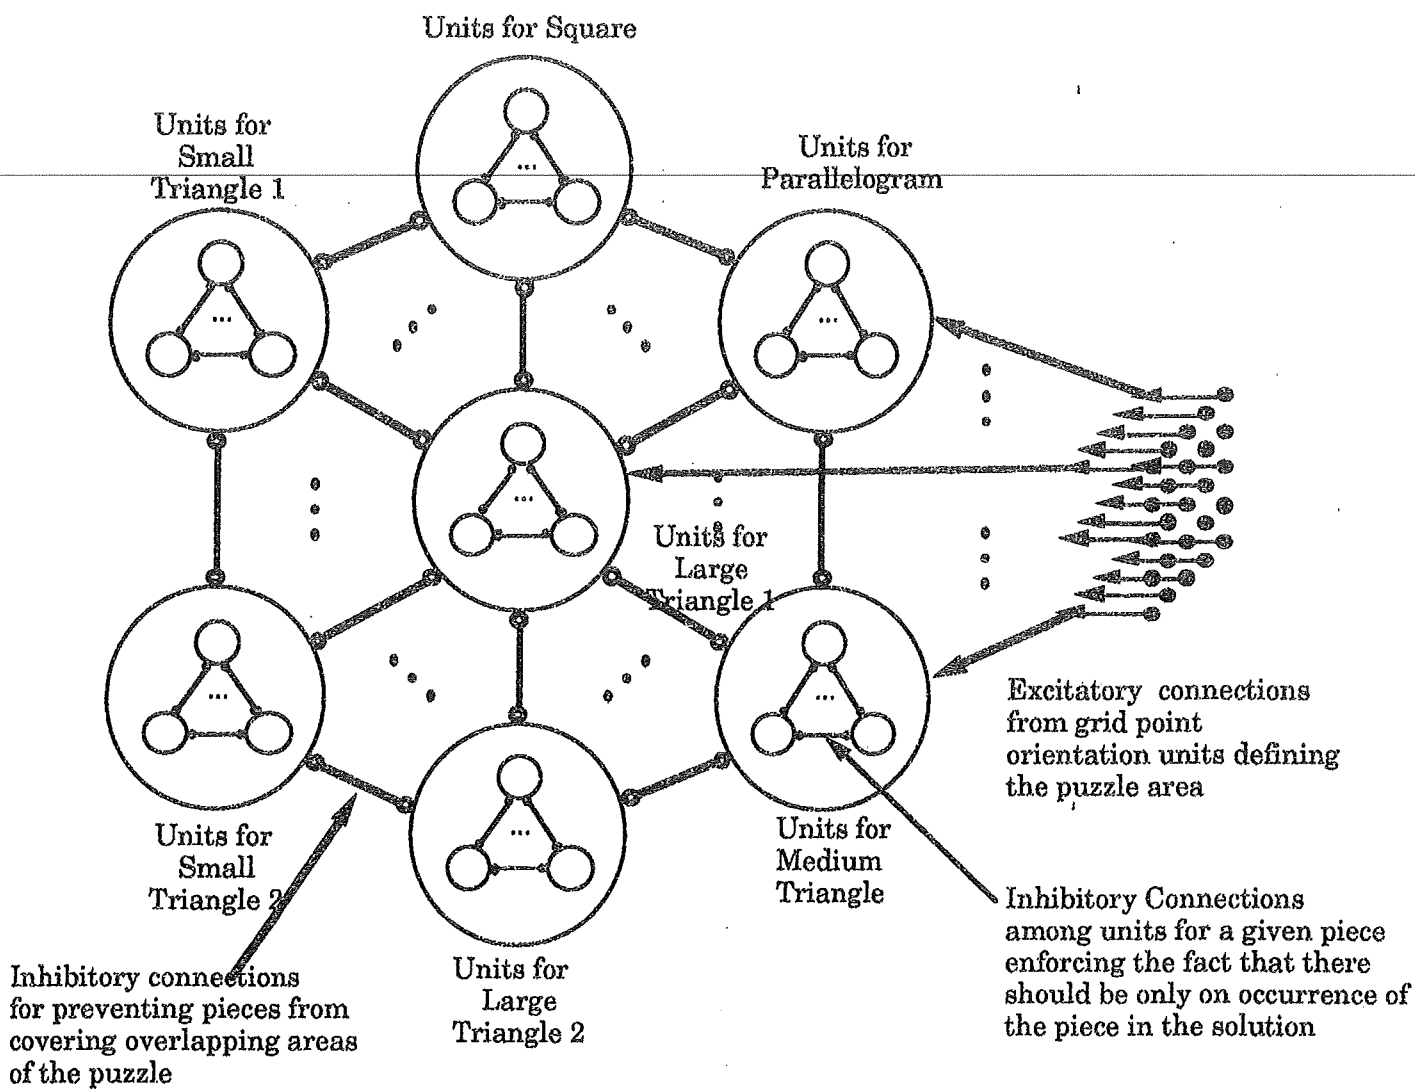 Units for Square
Units for
Small
Triangle 1
Units for
Parallelogram
...
...
...
...
Units for
Large
Triangle 1
...
...
...
Excitatory connections
from grid point
orientation units defining
the puzzle area
Units for
Small
Triangle 2
Units for
Medium
Triangle
Inhibitory Connections
among units for a given piece
enforcing the fact that there
should be only on occurrence of
the piece in the solution
Inhibitory connections
for preventing pieces from
covering overlapping areas
of the puzzle
Units for
Large
Triangle 2